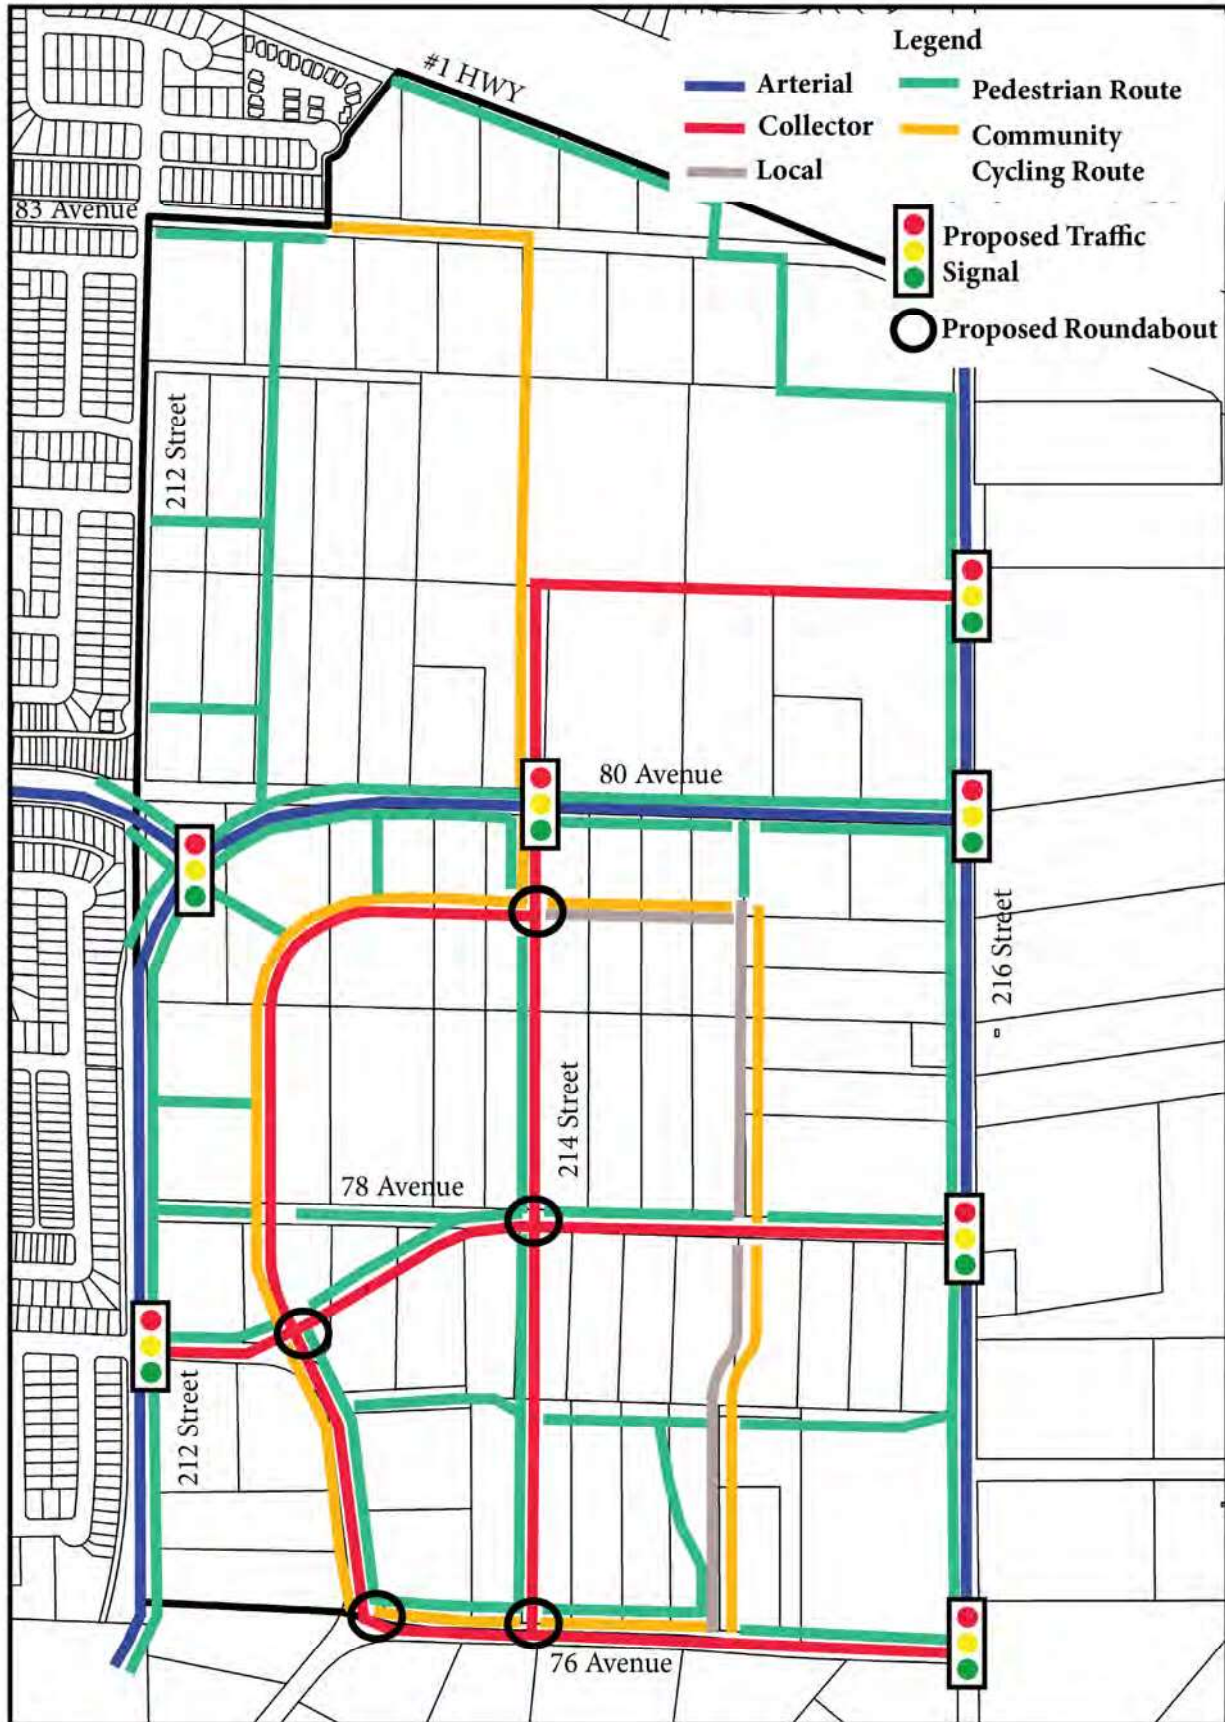 #1 HWY
Legend
Arterial
Collector
Local
Pedestrian Route
Community
Cycling Route
Proposed Traffic
Signal
Proposed Roundabout
83 Avenue
212 Street
80 Avenue
216 Street
214 Street
78 Avenue
212 Street
76 Avenue